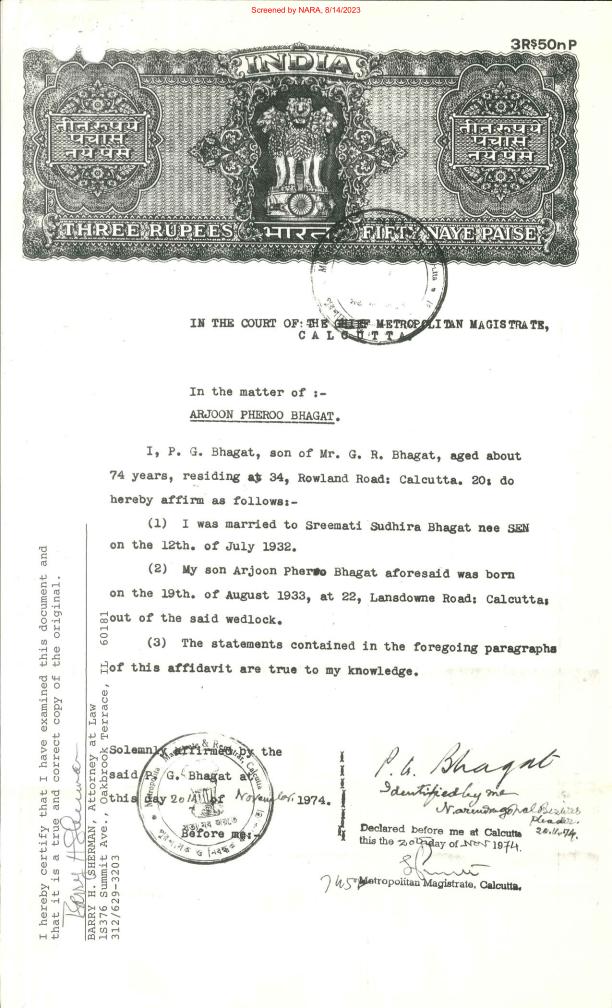 Screened by NARA, 8/14/2023
3R$50nP
INDIA
तीन रूपये
पचास
नये पैसे
तीन रूपये
पचास
नये पैसे
THREE RUPEES भारत FIFTY NAYE PAISE
IN THE COURT OF: THE CHIEF METROPOLITAN MAGISTRATE,
CALCUTTA.
In the matter of :-
ARJOON PHEROO BHAGAT.
I, P. G. Bhagat, son of Mr. G. R. Bhagat, aged about
74 years, residing at 34, Rowland Road: Calcutta. 20: do
hereby affirm as follows:-
(1) I was married to Sreemati Sudhira Bhagat nee SEN
on the 12th. of July 1932.
(2) My son Arjoon Pheroo Bhagat aforesaid was born
on the 19th. of August 1933, at 22, Lansdowne Road: Calcutta:
out of the said wedlock.
(3) The statements contained in the foregoing paragraphs
of this affidavit are true to my knowledge.
Solemnly affirmed by the
said P. G. Bhagat at
this day 20th of November 1974.
Before me:-
P. G. Bhagat
Identified by me
Pleader.
20.11.74.
Declared before me at Calcutta
this the 20th day of Nov 1974.
Metropolitan Magistrate, Calcutta.
Metropolitan Magistrate & Registrar, Calcutta
I hereby certify that I have examined this document and
that it is a true and correct copy of the original.
Barry H Sherman
BARRY H. SHERMAN, Attorney at Law
1S376 Summit Ave., Oakbrook Terrace, IL 60181
312/629-3203